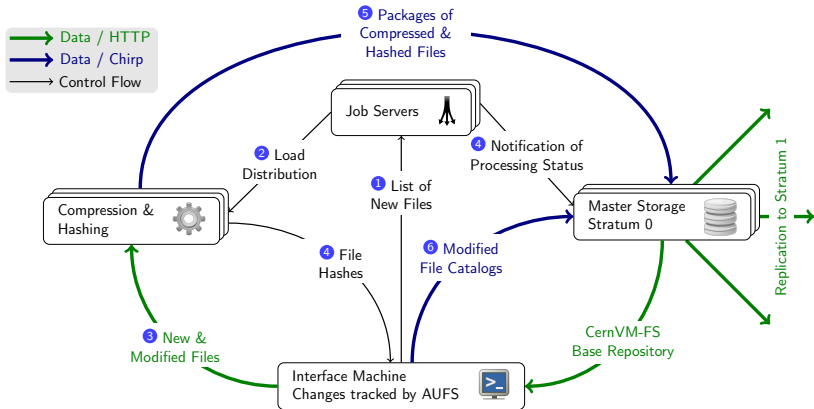 5 Packages of
Compressed &
Hashed Files
Data / HTTP
Data / Chirp
Control Flow
Job Servers
2 Load
Distribution
4 Notification of
Processing Status
1 List of
New Files
Compression &
Hashing
Master Storage
Stratum 0
Replication to Stratum 1
4 File
Hashes
6 Modified
File Catalogs
3 New &
Modified Files
CernVM-FS
Base Repository
Interface Machine
Changes tracked by AUFS
>_